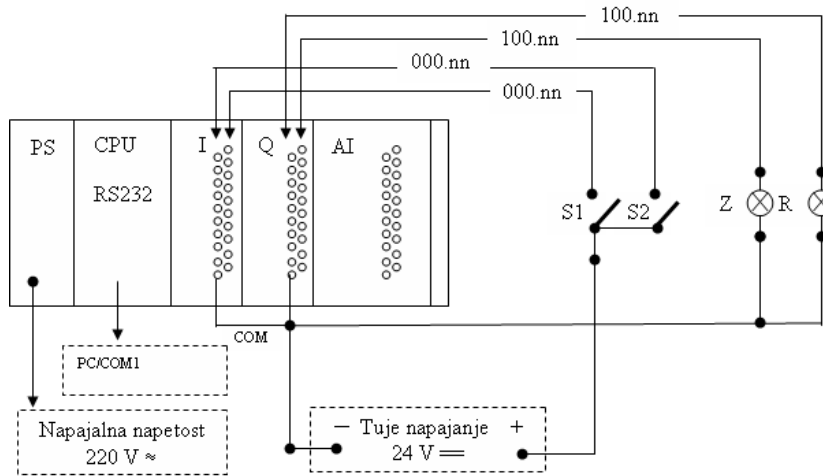 100.nn
100.nn
000.nn
000.nn
PS CPU I Q AI
RS232
S1 S2 Z R
COM
PC/COM1
Napajalna napetost
220 V ≈
− Tuje napajanje +
24 V ═